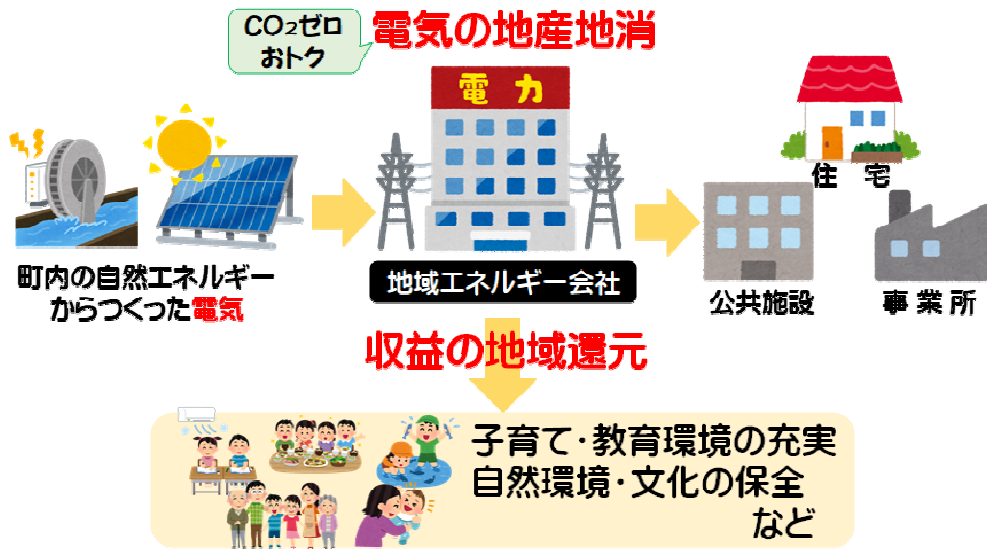 CO₂ゼロ
おトク
電気の地産地消
電力
住宅
町内の自然エネルギー
からつくった電気
地域エネルギー会社
公共施設
事業所
収益の地域還元
子育て・教育環境の充実
自然環境・文化の保全
など